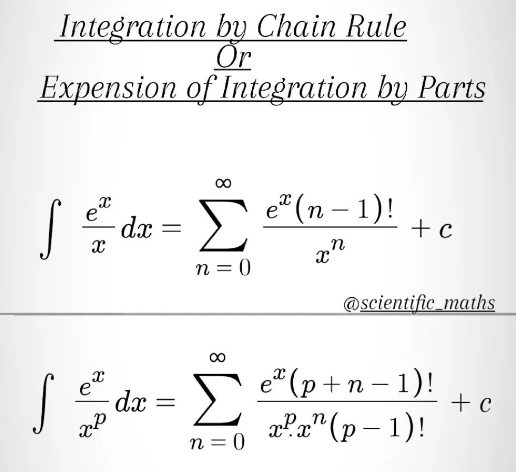 Integration by Chain Rule
Or
Expension of Integration by Parts
∫ e^x/x dx = ∑_{n=0}^{∞} e^x(n − 1)!/x^n + c
@scientific_maths
∫ e^x/x^p dx = ∑_{n=0}^{∞} e^x(p + n − 1)!/x^p.x^n(p − 1)! + c